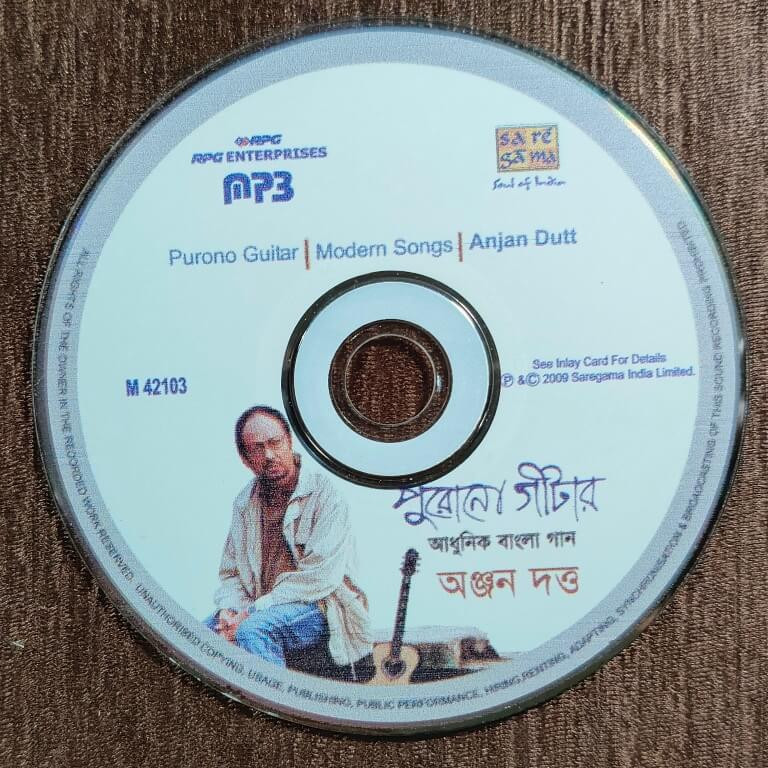 RPG
RPG ENTERPRISES
MP3
sa re
ga ma
Soul of India
Purono Guitar | Modern Songs | Anjan Dutt
M 42103
See Inlay Card For Details
Ⓟ &© 2009 Saregama India Limited.
পুরোনো গীটার
আধুনিক বাংলা গান
অঞ্জন দত্ত
ALL RIGHTS OF THE OWNER IN THE RECORDED WORK RESERVED. UNAUTHORISED COPYING, USAGE, PUBLISHING, PUBLIC PERFORMANCE, HIRING RENTING, ADAPTING, SYNCHRONISATION & BROADCASTING OF THIS SOUND RECORDING PROHIBITED.